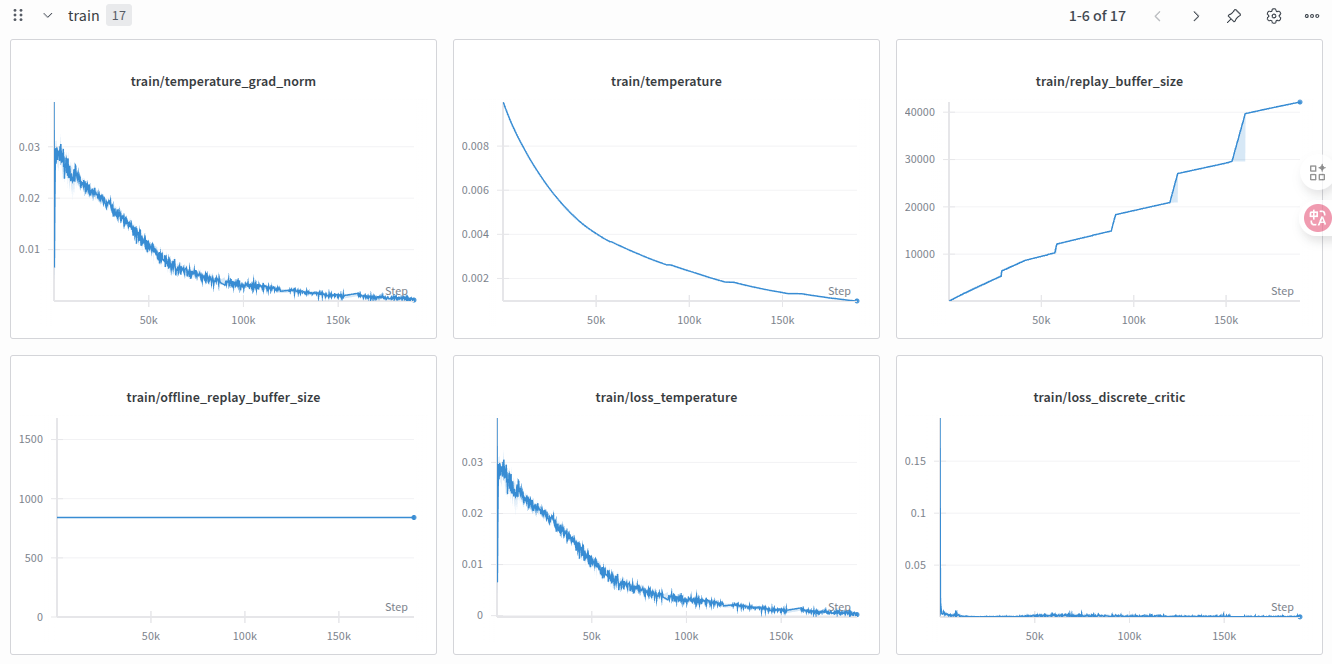 train 17
1-6 of 17
train/temperature_grad_norm
0.03
0.02
0.01
Step
50k 100k 150k
train/temperature
0.008
0.006
0.004
0.002
Step
50k 100k 150k
train/replay_buffer_size
40000
30000
20000
10000
Step
50k 100k 150k
train/offline_replay_buffer_size
1500
1000
500
0
Step
50k 100k 150k
train/loss_temperature
0.03
0.02
0.01
0
Step
50k 100k 150k
train/loss_discrete_critic
0.15
0.1
0.05
Step
50k 100k 150k
中A